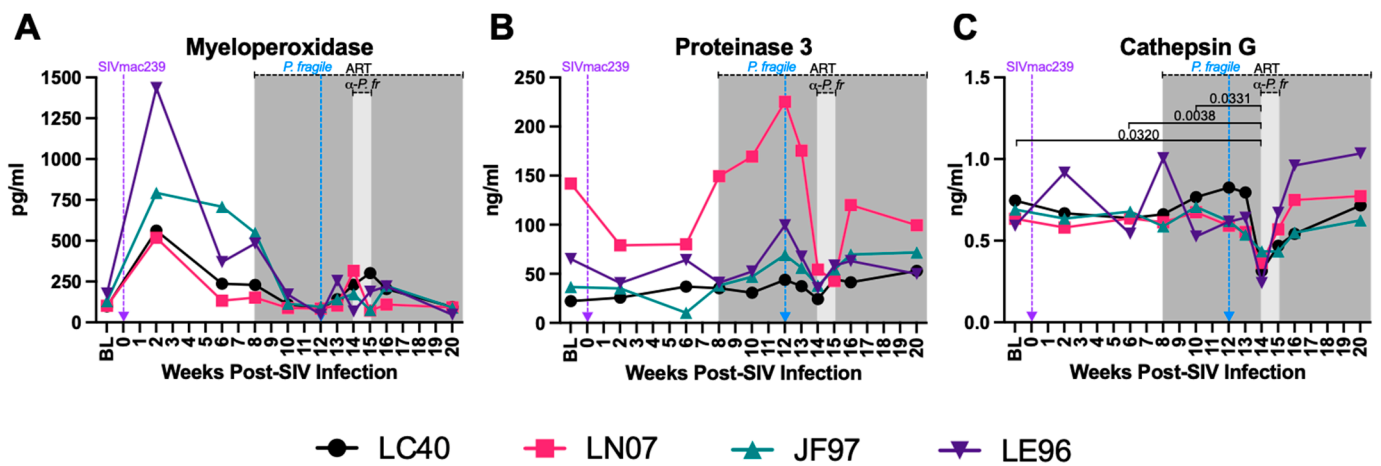 A
Myeloperoxidase
SIVmac239
P. fragile
ART
α-P. fr
1500
1250
1000
750
500
250
0
pg/ml
BL 0 1 2 3 4 5 6 7 8 9 10 11 12 13 14 15 16 17 18 19 20
Weeks Post-SIV Infection
B
Proteinase 3
SIVmac239
P. fragile
ART
α-P. fr
250
200
150
100
50
0
ng/ml
BL 0 1 2 3 4 5 6 7 8 9 10 11 12 13 14 15 16 17 18 19 20
Weeks Post-SIV Infection
C
Cathepsin G
SIVmac239
P. fragile
ART
α-P. fr
0.0331
0.0038
0.0320
1.5
1.0
0.5
0.0
ng/ml
BL 0 1 2 3 4 5 6 7 8 9 10 11 12 13 14 15 16 17 18 19 20
Weeks Post-SIV Infection
LC40 LN07 JF97 LE96